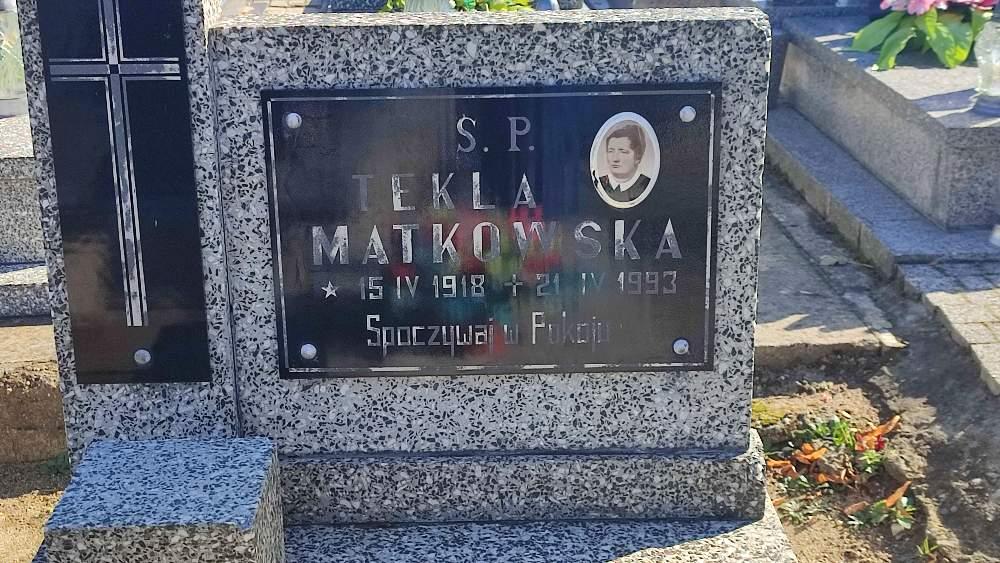 S. P.
TEKLA
MATKOWSKA
15 IV 1918 + 21 IV 1993
Spoczywaj w Pokoju